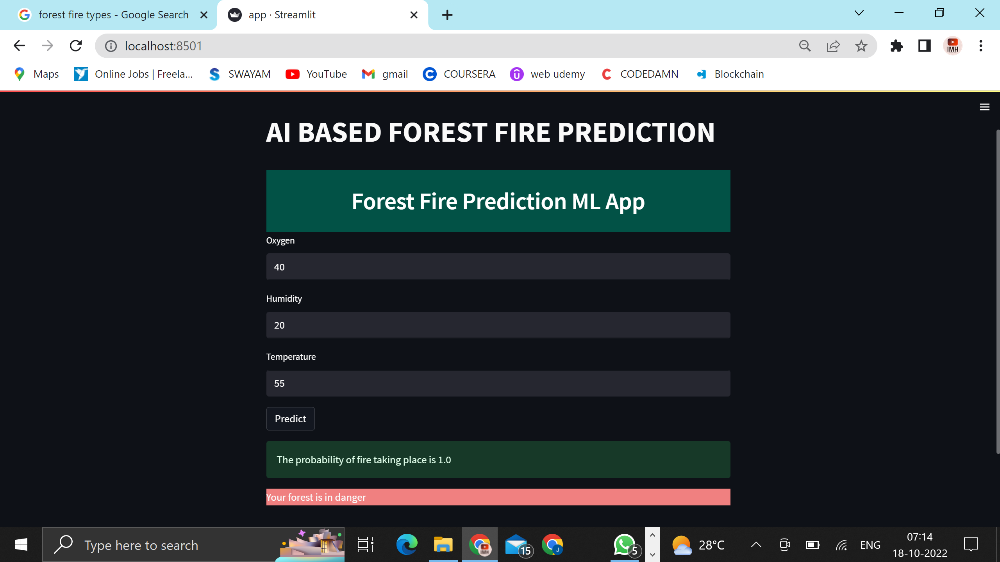 forest fire types - Google Search
app · Streamlit
localhost:8501
IMH
Maps
Online Jobs | Freela...
SWAYAM
YouTube
gmail
COURSERA
web udemy
CODEDAMN
Blockchain
AI BASED FOREST FIRE PREDICTION
Forest Fire Prediction ML App
Oxygen
40
Humidity
20
Temperature
55
Predict
The probability of fire taking place is 1.0
Your forest is in danger
Type here to search
15
J
5
28°C
ENG
07:14
18-10-2022